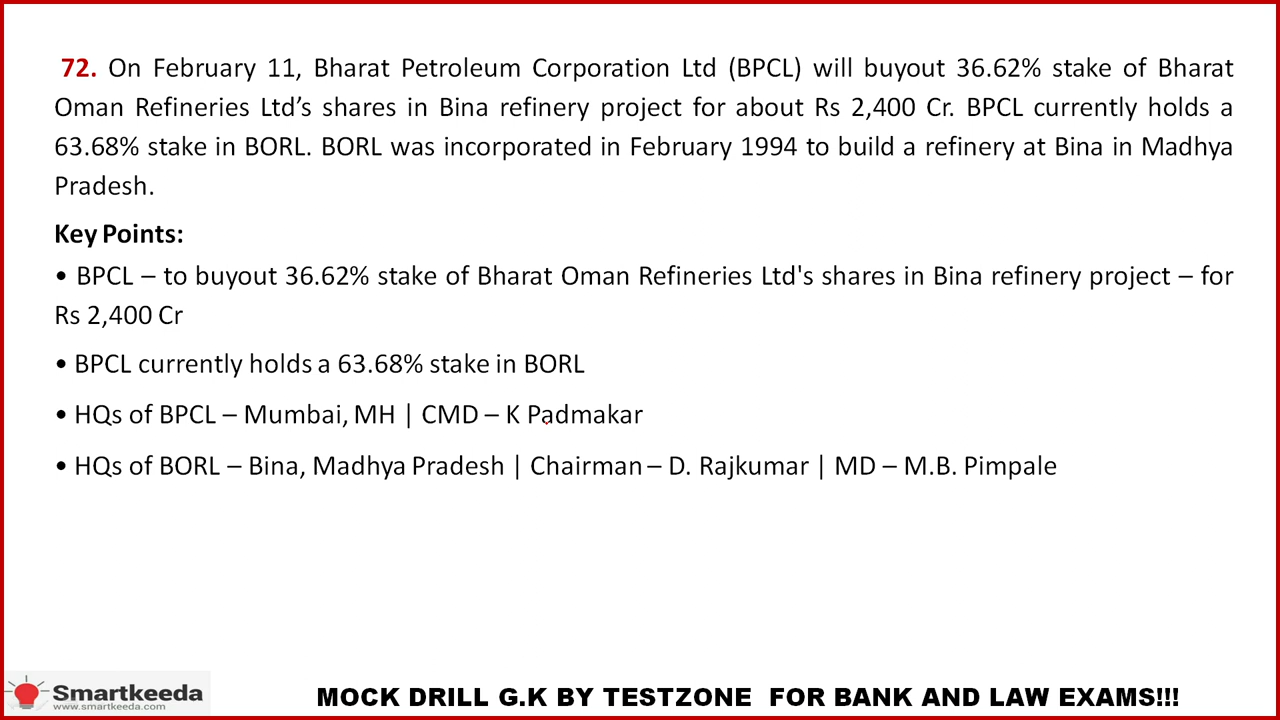 72. On February 11, Bharat Petroleum Corporation Ltd (BPCL) will buyout 36.62% stake of Bharat
Oman Refineries Ltd’s shares in Bina refinery project for about Rs 2,400 Cr. BPCL currently holds a
63.68% stake in BORL. BORL was incorporated in February 1994 to build a refinery at Bina in Madhya
Pradesh.
Key Points:
• BPCL – to buyout 36.62% stake of Bharat Oman Refineries Ltd's shares in Bina refinery project – for
Rs 2,400 Cr
• BPCL currently holds a 63.68% stake in BORL
• HQs of BPCL – Mumbai, MH | CMD – K Padmakar
• HQs of BORL – Bina, Madhya Pradesh | Chairman – D. Rajkumar | MD – M.B. Pimpale
Smartkeeda
www.smartkeeda.com
MOCK DRILL G.K BY TESTZONE FOR BANK AND LAW EXAMS!!!